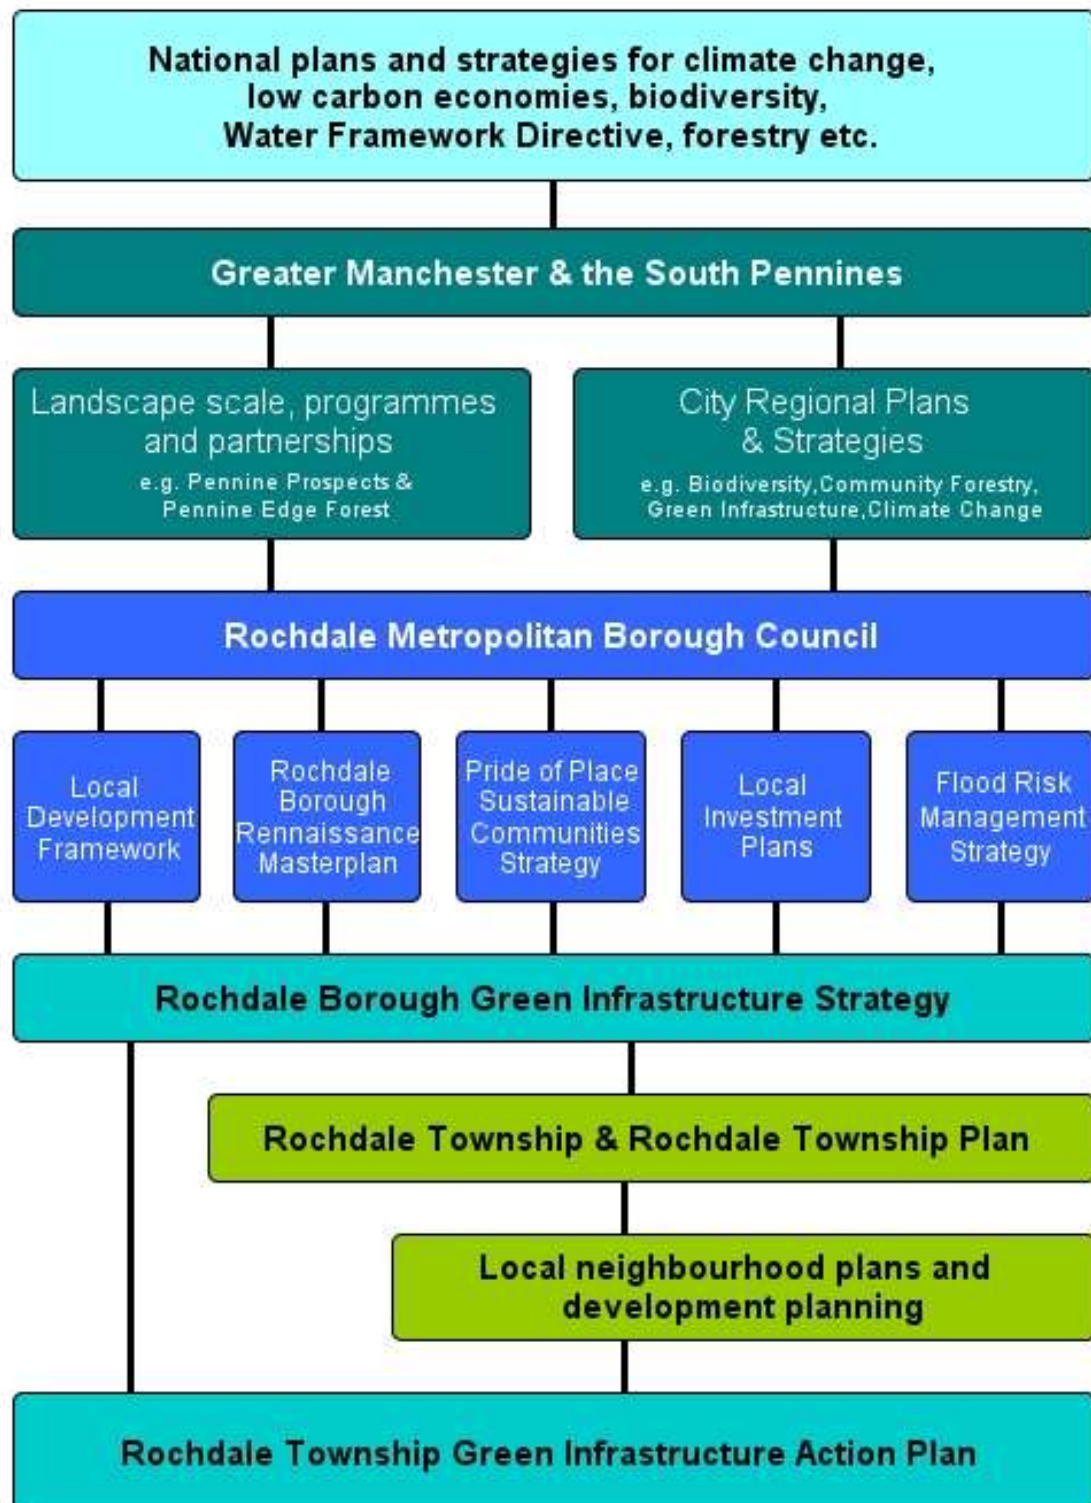 National plans and strategies for climate change,
low carbon economies, biodiversity,
Water Framework Directive, forestry etc.
Greater Manchester & the South Pennines
Landscape scale, programmes
and partnerships
e.g. Pennine Prospects &
Pennine Edge Forest
City Regional Plans
& Strategies
e.g. Biodiversity,Community Forestry,
Green Infrastructure,Climate Change
Rochdale Metropolitan Borough Council
Local
Development
Framework
Rochdale
Borough
Rennaissance
Masterplan
Pride of Place
Sustainable
Communities
Strategy
Local
Investment
Plans
Flood Risk
Management
Strategy
Rochdale Borough Green Infrastructure Strategy
Rochdale Township & Rochdale Township Plan
Local neighbourhood plans and
development planning
Rochdale Township Green Infrastructure Action Plan